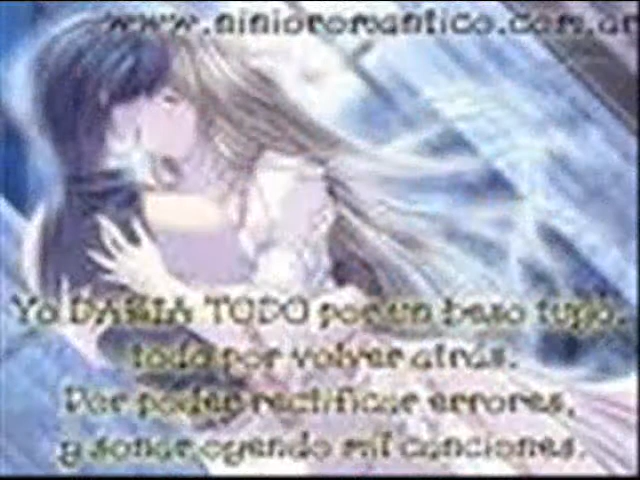 www.ninioromantico.com.ar
Yo DARIA TODO por un beso tuyo,
todo por volver atrás.
Por poder rectificar errores,
y sonar oyendo mil canciones.